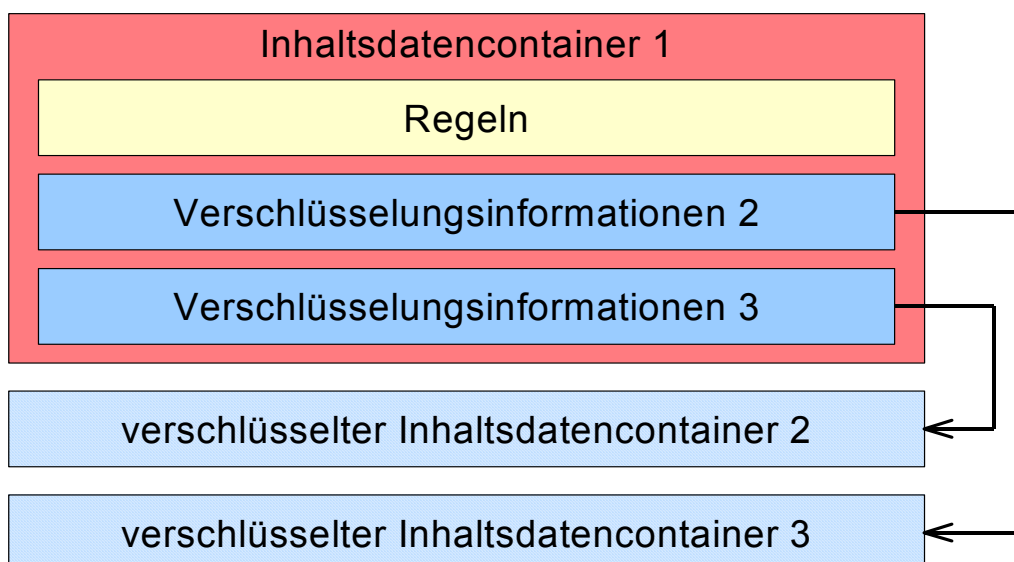 Inhaltsdatencontainer 1
Regeln
Verschlüsselungsinformationen 2
Verschlüsselungsinformationen 3
verschlüsselter Inhaltsdatencontainer 2
verschlüsselter Inhaltsdatencontainer 3